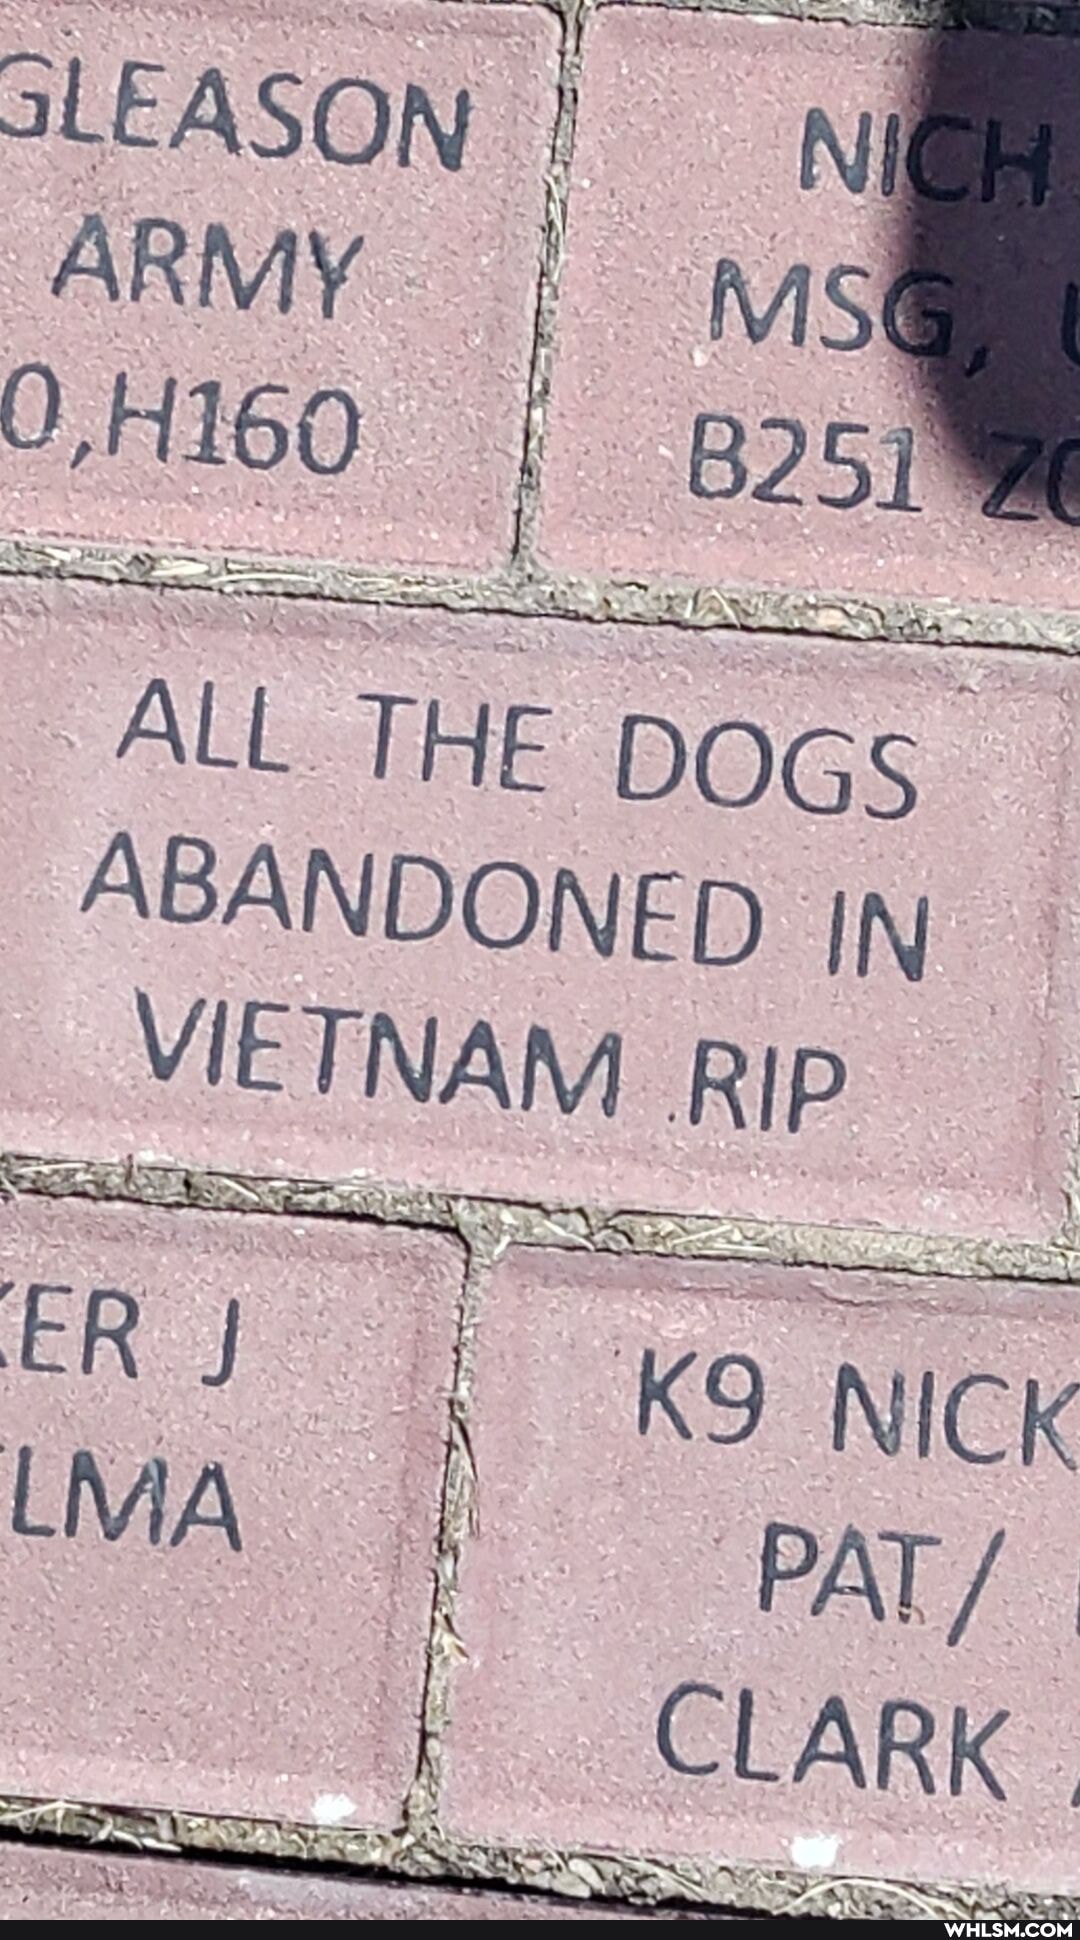 GLEASON
ARMY
0,H160
NICH
MSG,
B251
ALL THE DOGS
ABANDONED IN
VIETNAM RIP
KER J
LMA
K9 NICK
PAT/
CLARK
WHLSM.COM